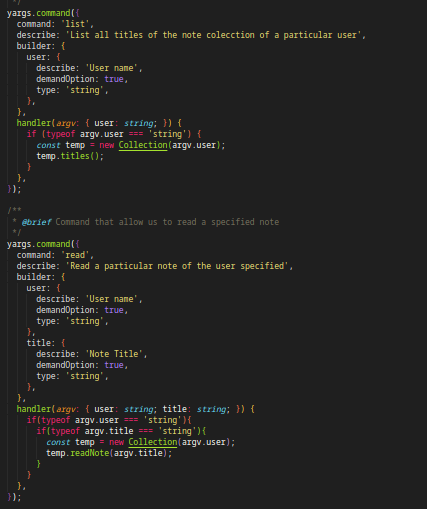 */
yargs.command({
  command: 'list',
  describe: 'List all titles of the note colecction of a particular user',
  builder: {
    user: {
      describe: 'User name',
      demandOption: true,
      type: 'string',
    },
  },
  handler(argv: { user: string; }) {
    if (typeof argv.user === 'string') {
      const temp = new Collection(argv.user);
      temp.titles();
    }
  },
});

/**
 * @brief Command that allow us to read a specified note
 */
yargs.command({
  command: 'read',
  describe: 'Read a particular note of the user specified',
  builder: {
    user: {
      describe: 'User name',
      demandOption: true,
      type: 'string',
    },
    title: {
      describe: 'Note Title',
      demandOption: true,
      type: 'string',
    },
  },
  handler(argv: { user: string; title: string; }) {
    if(typeof argv.user === 'string'){
      if(typeof argv.title === 'string'){
        const temp = new Collection(argv.user);
        temp.readNote(argv.title);
      }
    }
  },
});